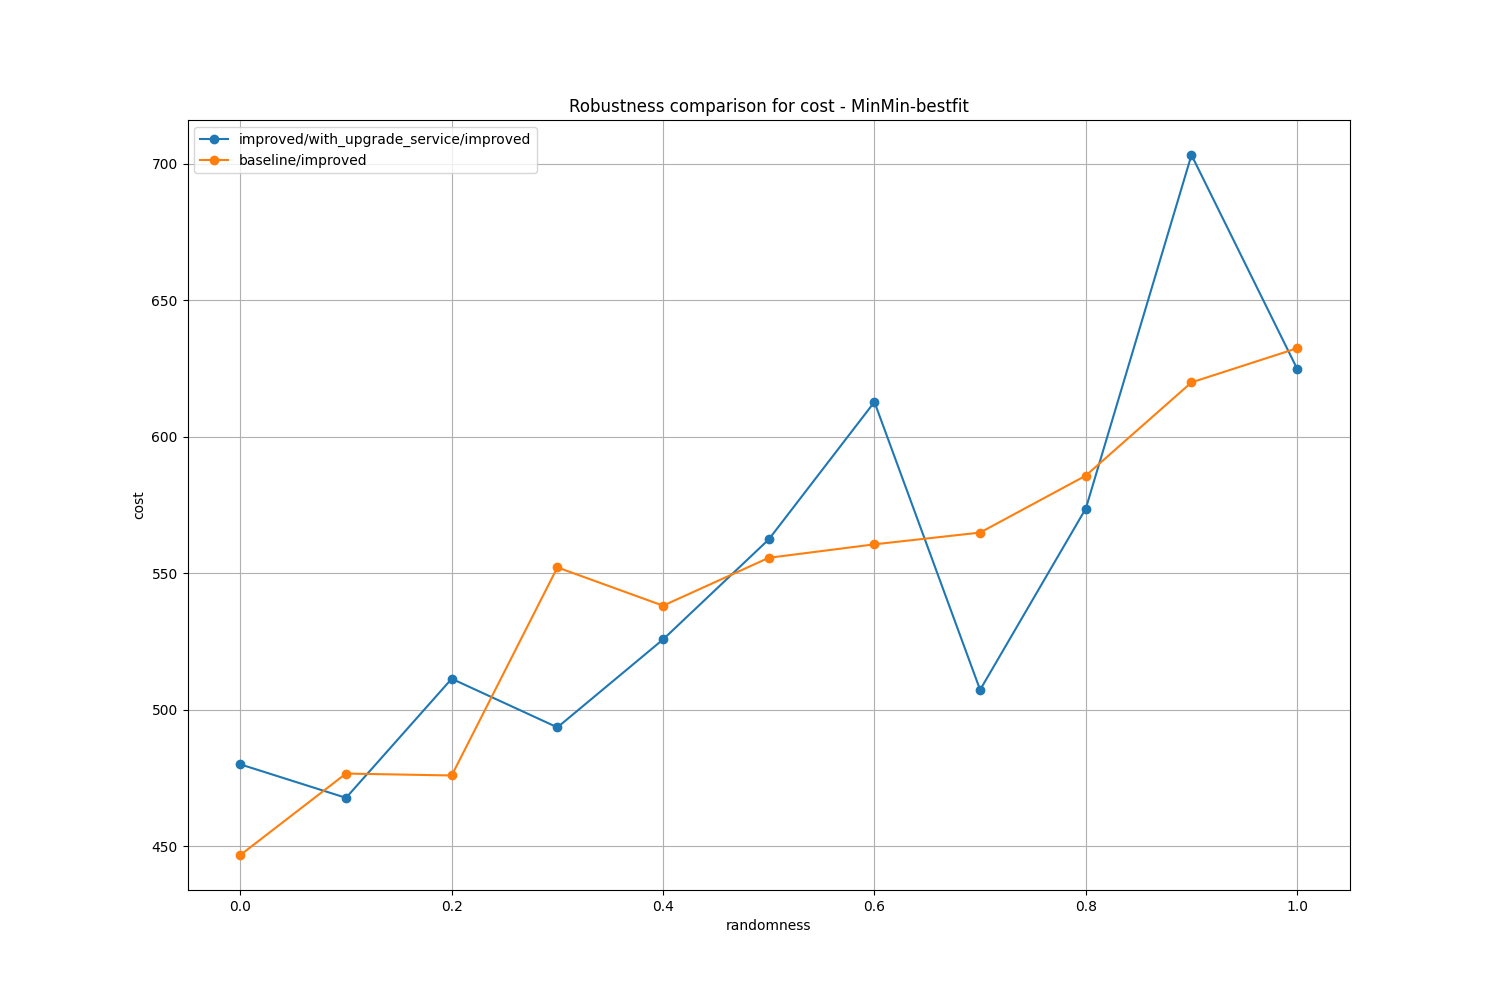 Robustness comparison for cost - MinMin-bestfit
improved/with_upgrade_service/improved
baseline/improved
700
650
600
550
500
450
cost
0.0 0.2 0.4 0.6 0.8 1.0
randomness